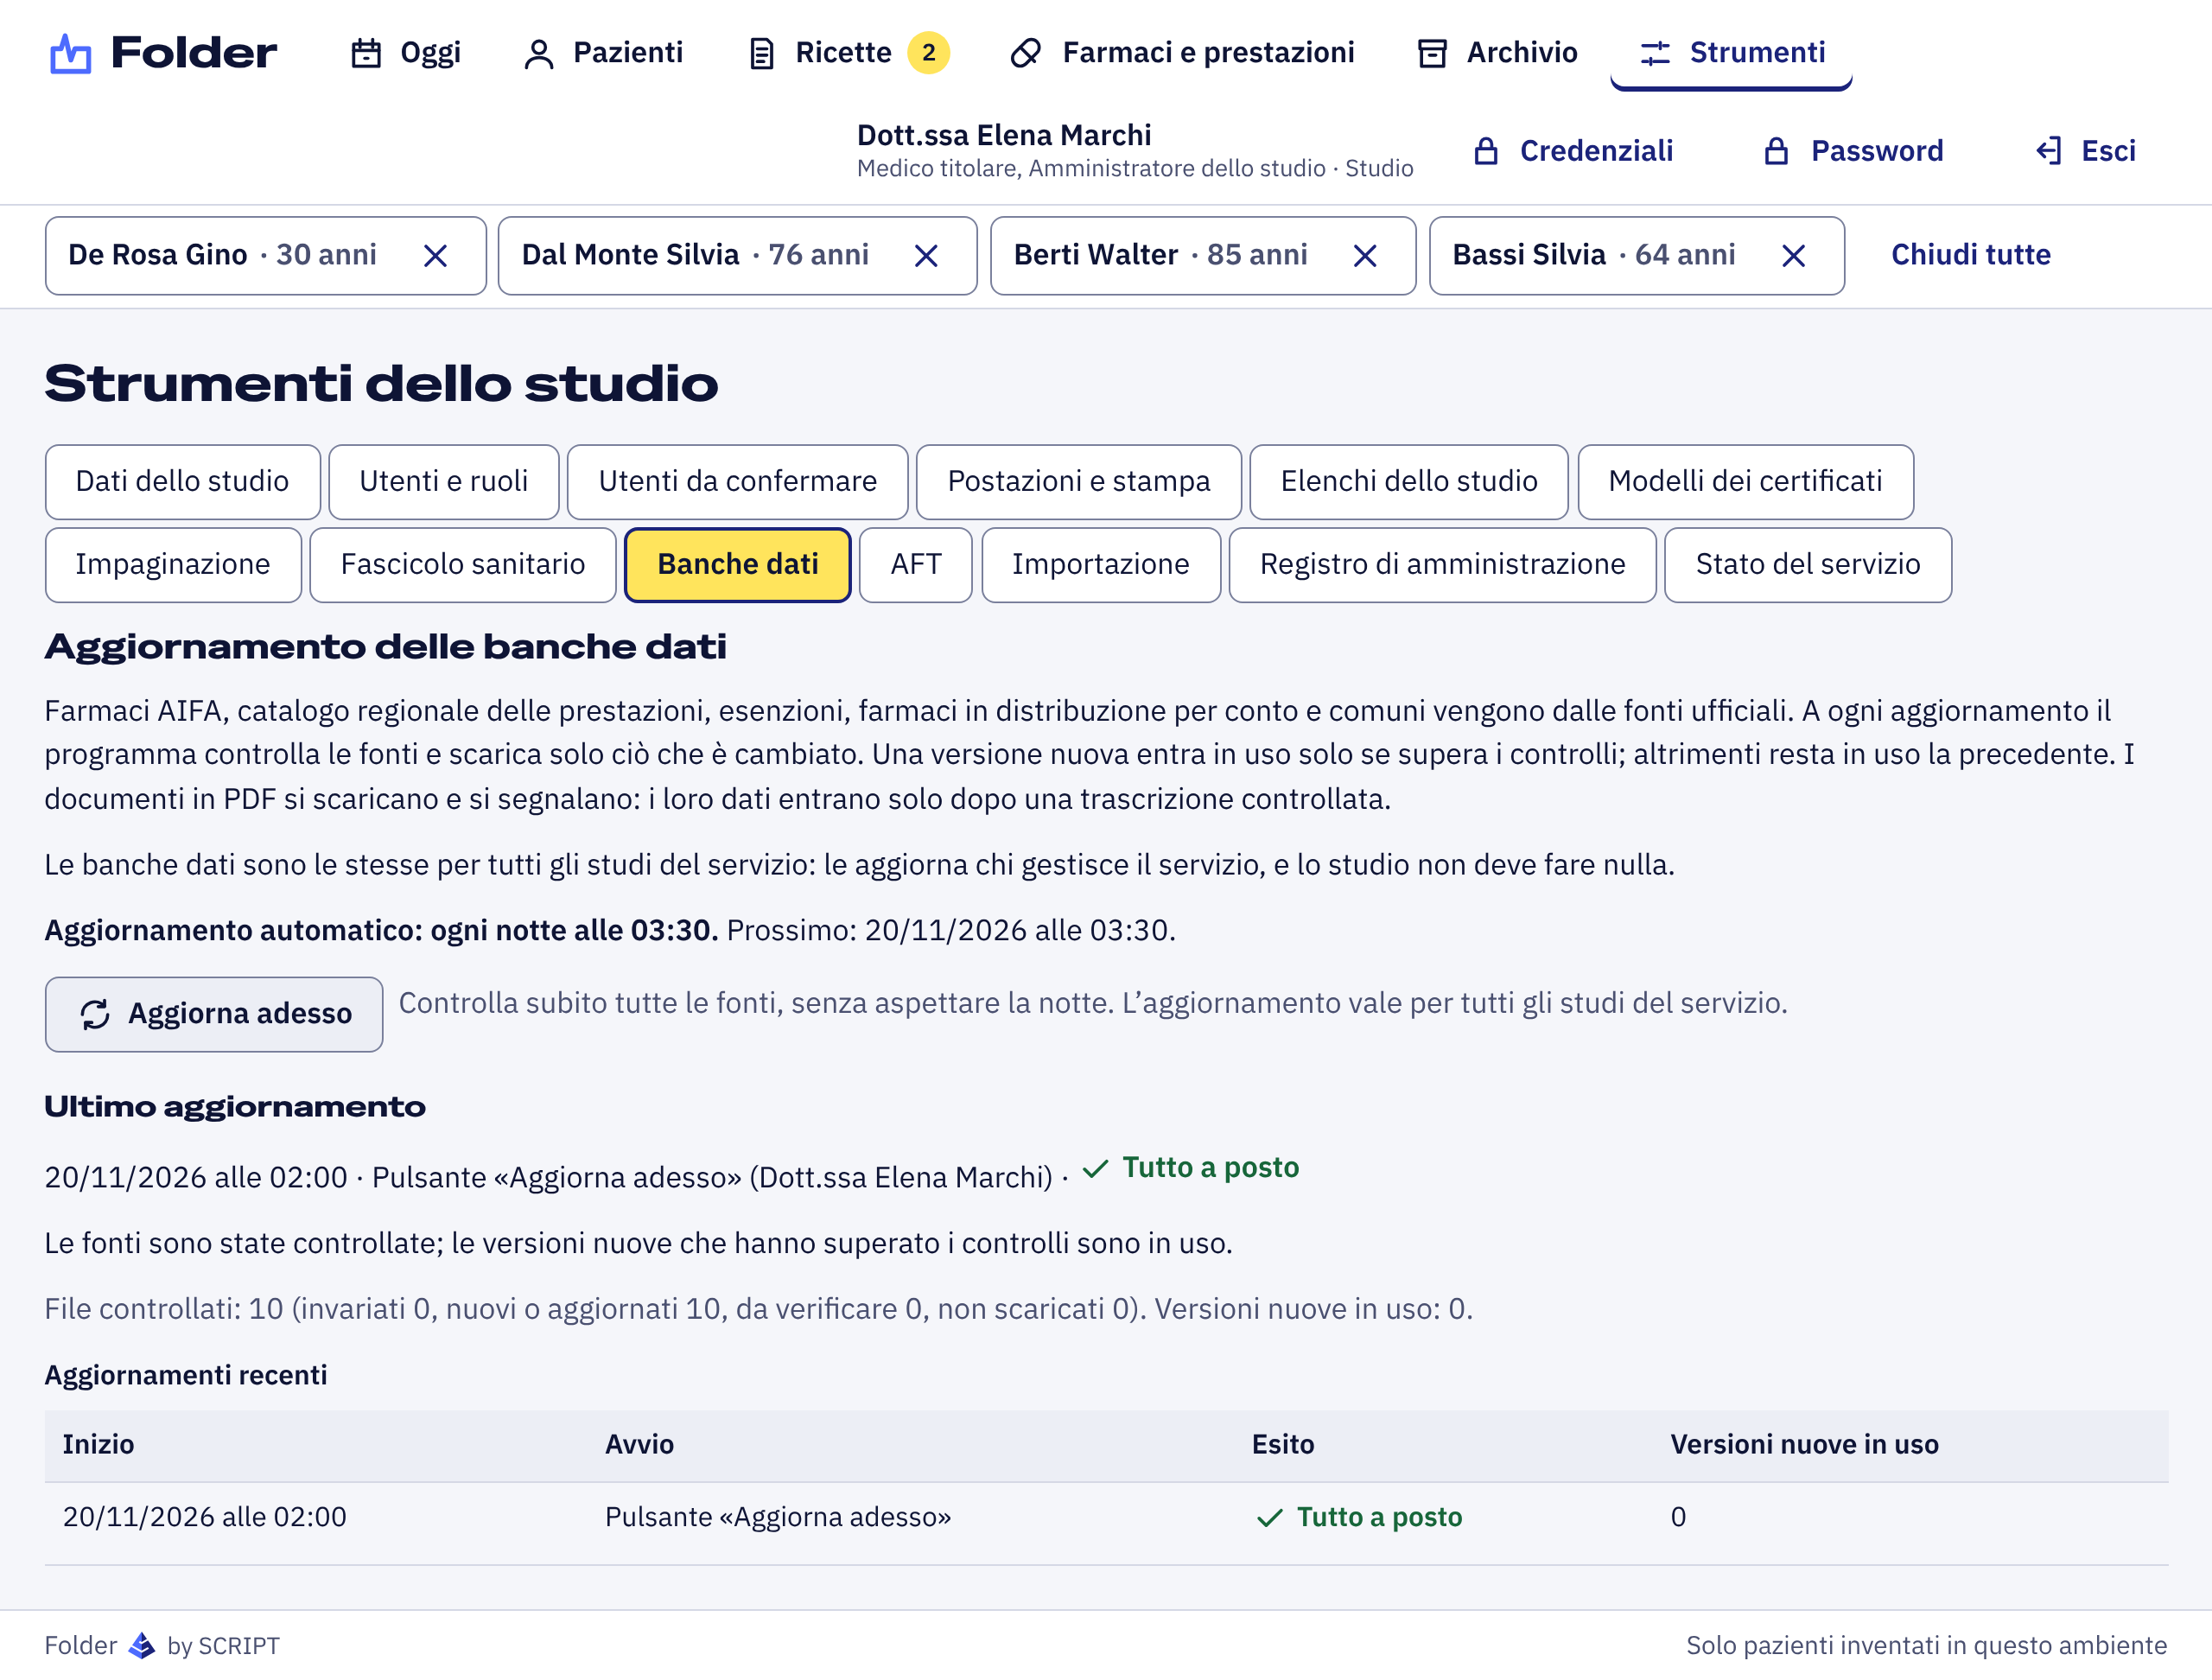 Folder
Oggi
Pazienti
Ricette 2
Farmaci e prestazioni
Archivio
Strumenti
Dott.ssa Elena Marchi
Medico titolare, Amministratore dello studio · Studio
Credenziali
Password
Esci
De Rosa Gino · 30 anni
Dal Monte Silvia · 76 anni
Berti Walter · 85 anni
Bassi Silvia · 64 anni
Chiudi tutte
Strumenti dello studio
Dati dello studio
Utenti e ruoli
Utenti da confermare
Postazioni e stampa
Elenchi dello studio
Modelli dei certificati
Impaginazione
Fascicolo sanitario
Banche dati
AFT
Importazione
Registro di amministrazione
Stato del servizio
Aggiornamento delle banche dati
Farmaci AIFA, catalogo regionale delle prestazioni, esenzioni, farmaci in distribuzione per conto e comuni vengono dalle fonti ufficiali. A ogni aggiornamento il
programma controlla le fonti e scarica solo ciò che è cambiato. Una versione nuova entra in uso solo se supera i controlli; altrimenti resta in uso la precedente. I
documenti in PDF si scaricano e si segnalano: i loro dati entrano solo dopo una trascrizione controllata.
Le banche dati sono le stesse per tutti gli studi del servizio: le aggiorna chi gestisce il servizio, e lo studio non deve fare nulla.
Aggiornamento automatico: ogni notte alle 03:30. Prossimo: 20/11/2026 alle 03:30.
Aggiorna adesso
Controlla subito tutte le fonti, senza aspettare la notte. L’aggiornamento vale per tutti gli studi del servizio.
Ultimo aggiornamento
20/11/2026 alle 02:00 · Pulsante «Aggiorna adesso» (Dott.ssa Elena Marchi) · Tutto a posto
Le fonti sono state controllate; le versioni nuove che hanno superato i controlli sono in uso.
File controllati: 10 (invariati 0, nuovi o aggiornati 10, da verificare 0, non scaricati 0). Versioni nuove in uso: 0.
Aggiornamenti recenti
Inizio Avvio Esito Versioni nuove in uso
20/11/2026 alle 02:00 Pulsante «Aggiorna adesso» Tutto a posto 0
Folder by SCRIPT
Solo pazienti inventati in questo ambiente